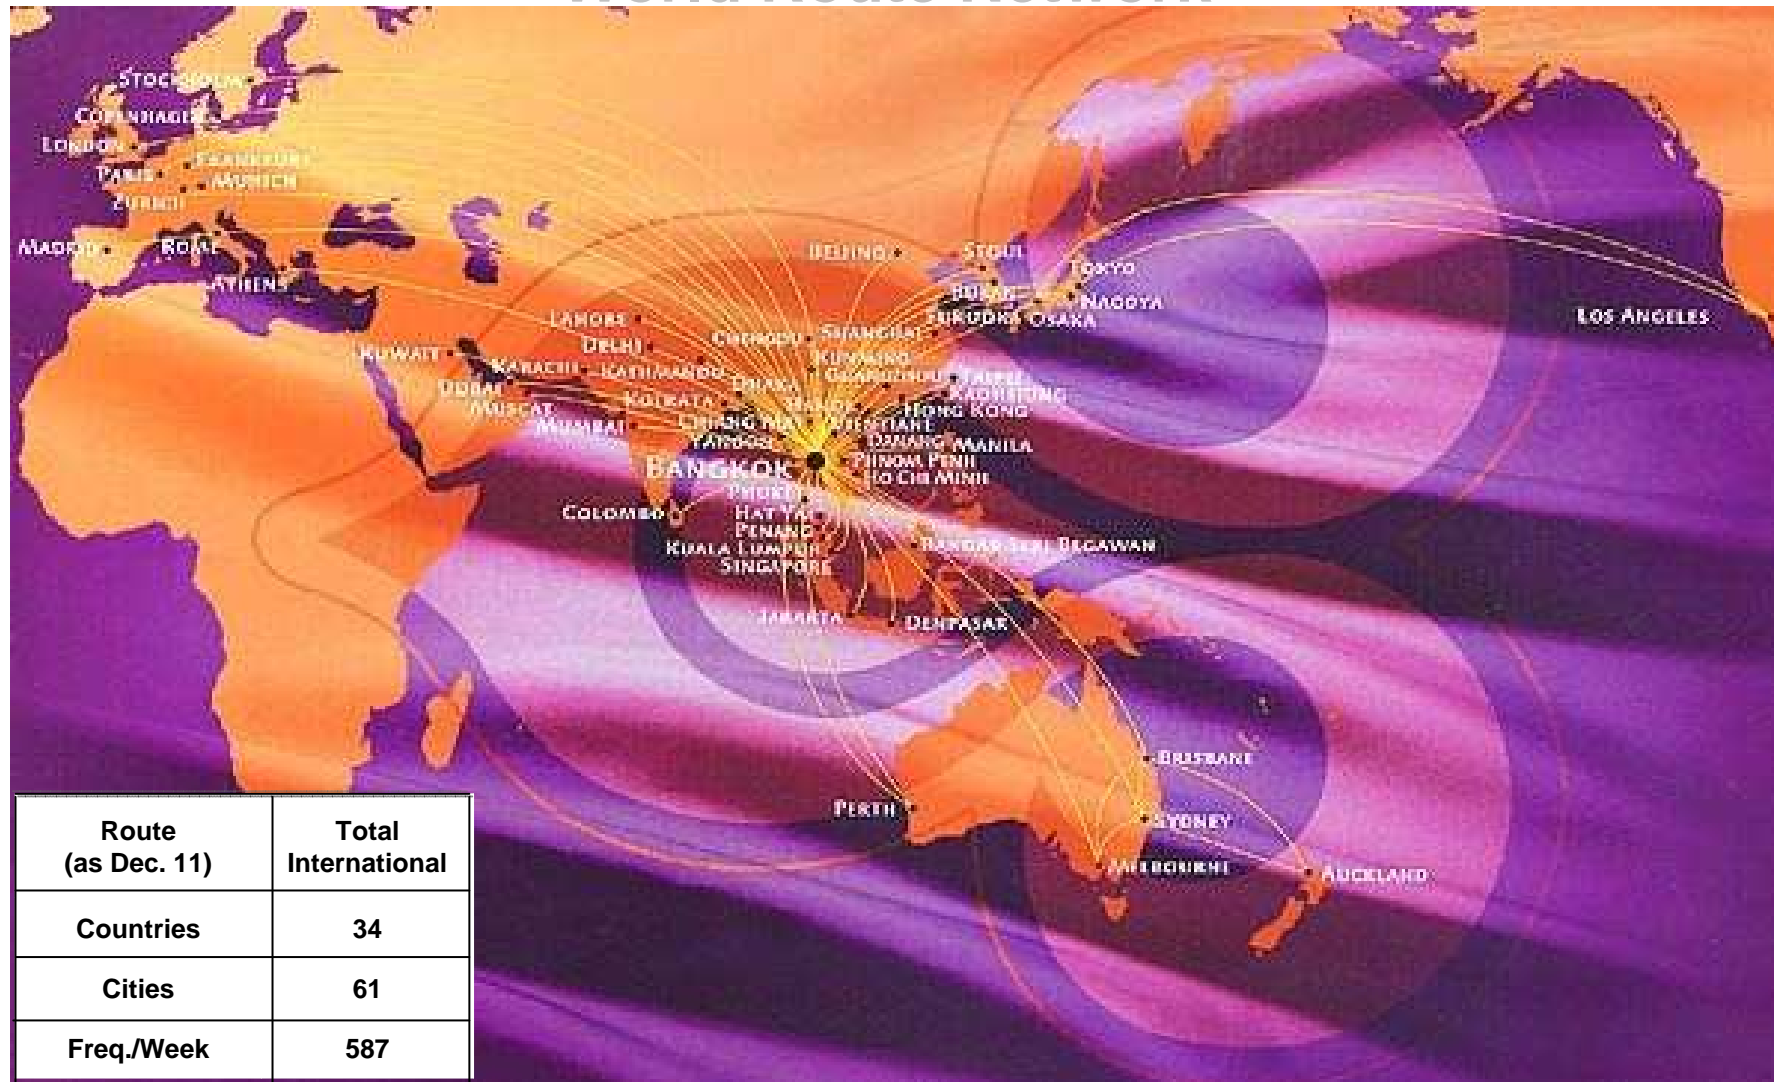 World Route Network
STOCKHOLM
COPENHAGEN
LONDON
FRANKFURT
PARIS
MUNICH
ZURICH
MADRID
ROME
ATHENS
BEIJING
SEOUL
TOKYO
BUSAN
NAGOYA
FUKUOKA
OSAKA
LOS ANGELES
LAHORE
CHENGDU
SHANGHAI
DELHI
KUWAIT
KUNMING
KARACHI
KATHMANDU
GUANGZHOU
TAIPEI
DUBAI
DHAKA
KAOHSIUNG
KOLKATA
HANOI
HONG KONG
MUSCAT
MUMBAI
CHIANG MAI
VIENTIANE
YANGON
DANANG
MANILA
BANGKOK
PHNOM PENH
HO CHI MINH
PHUKET
COLOMBO
HAT YAI
PENANG
KUALA LUMPUR
BANDAR SERI BEGAWAN
SINGAPORE
JAKARTA
DENPASAR
BRISBANE
PERTH
SYDNEY
MELBOURNE
AUCKLAND
Route Total
(as Dec. 11) International
Countries 34
Cities 61
Freq./Week 587